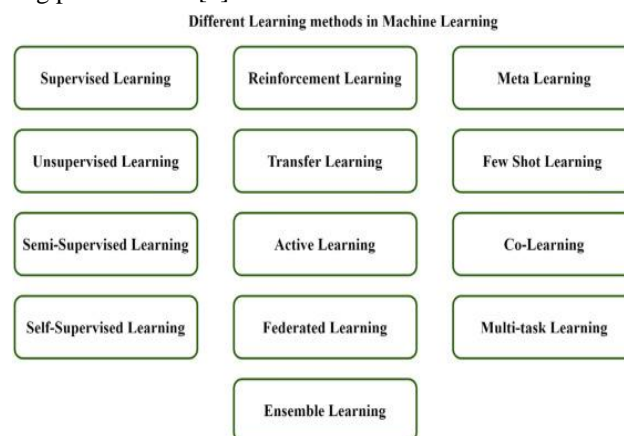 Different Learning methods in Machine Learning
Supervised Learning
Reinforcement Learning
Meta Learning
Unsupervised Learning
Transfer Learning
Few Shot Learning
Semi-Supervised Learning
Active Learning
Co-Learning
Self-Supervised Learning
Federated Learning
Multi-task Learning
Ensemble Learning